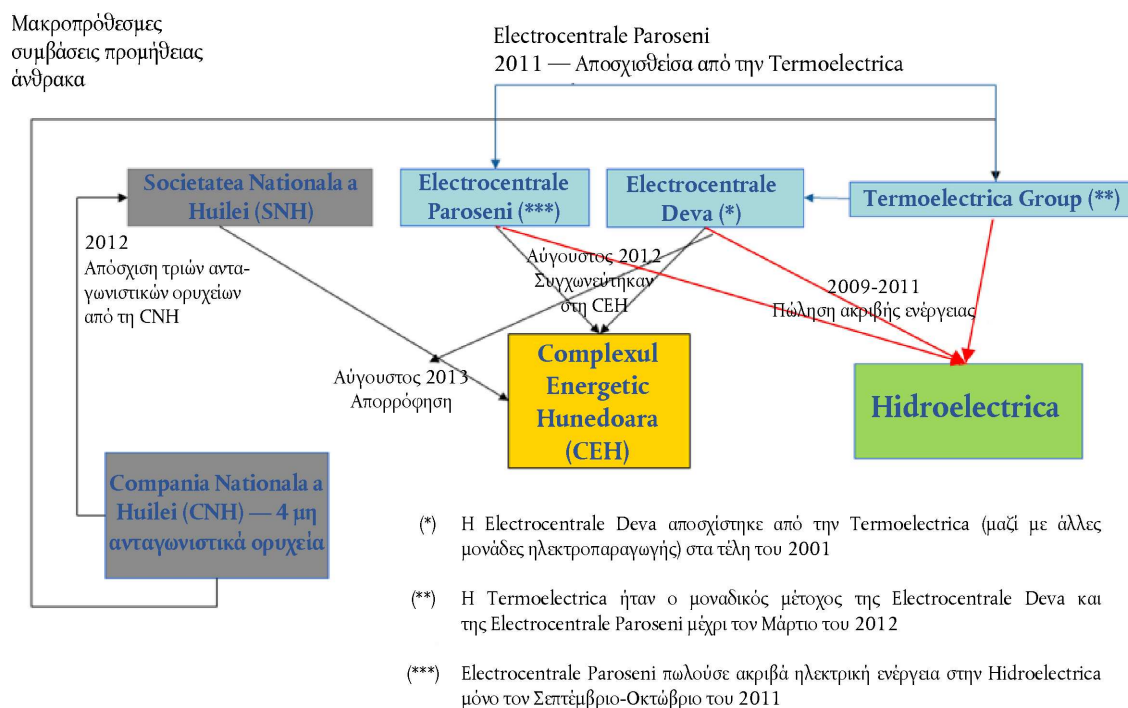 Μακροπρόθεσμες
συμβάσεις προμήθειας
άνθρακα
Electrocentrale Paroseni
2011 — Αποσχισθείσα από την Termoelectrica
Societatea Nationala a
Huilei (SNH)
Electrocentrale
Paroseni (***)
Electrocentrale
Deva (*)
Termoelectrica Group (**)
2012
Απόσχιση τριών αντα-
γωνιστικών ορυχείων
από τη CNH
Αύγουστος 2012
Συγχωνεύτηκαν
στη CEH
2009-2011
Πώληση ακριβής ενέργειας
Αύγουστος 2013
Απορρόφηση
Complexul
Energetic
Hunedoara
(CEH)
Hidroelectrica
Compania Nationala a
Huilei (CNH) — 4 μη
ανταγωνιστικά ορυχεία
(*) Η Electrocentrale Deva αποσχίστηκε από την Termoelectrica (μαζί με άλλες
μονάδες ηλεκτροπαραγωγής) στα τέλη του 2001
(**) Η Termoelectrica ήταν ο μοναδικός μέτοχος της Electrocentrale Deva και
της Electrocentrale Paroseni μέχρι τον Μάρτιο του 2012
(***) Electrocentrale Paroseni πωλούσε ακριβά ηλεκτρική ενέργεια στην Hidroelectrica
μόνο τον Σεπτέμβριο-Οκτώβριο του 2011